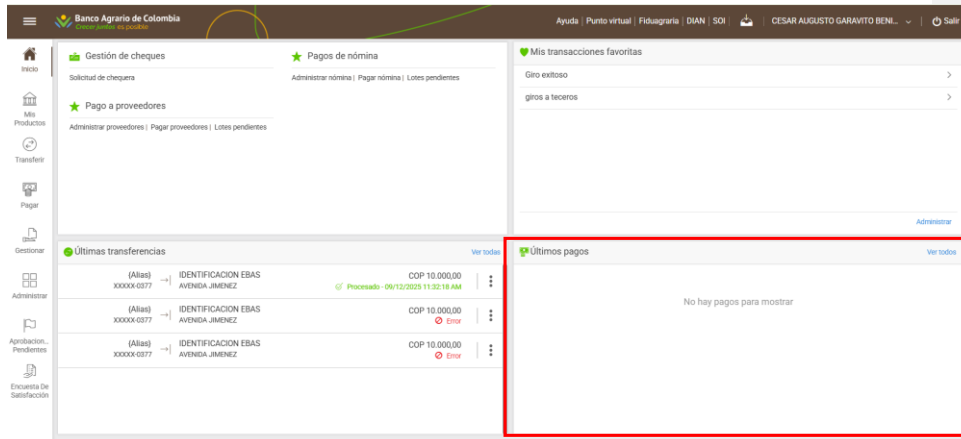 Banco Agrario de Colombia
Crecer juntos es posible
Ayuda | Punto virtual | Fiduagraria | DIAN | SOI | CESAR AUGUSTO GARAVITO BENI... | Salir
Inicio
Mis Productos
Transferir
Pagar
Gestionar
Administrar
Aprobacion... Pendientes
Encuesta De Satisfacción
Gestión de cheques
Solicitud de chequera
Pagos de nómina
Administrar nómina | Pagar nómina | Lotes pendientes
Pago a proveedores
Administrar proveedores | Pagar proveedores | Lotes pendientes
Mis transacciones favoritas
Giro exitoso
giros a teceros
Administrar
Últimas transferencias
Ver todas
(Alias) IDENTIFICACION EBAS COP 10.000,00
XXXXX-0377 AVENIDA JIMENEZ Procesado - 09/12/2025 11:32:18 AM
(Alias) IDENTIFICACION EBAS COP 10.000,00
XXXXX-0377 AVENIDA JIMENEZ Error
(Alias) IDENTIFICACION EBAS COP 10.000,00
XXXXX-0377 AVENIDA JIMENEZ Error
Últimos pagos
Ver todos
No hay pagos para mostrar